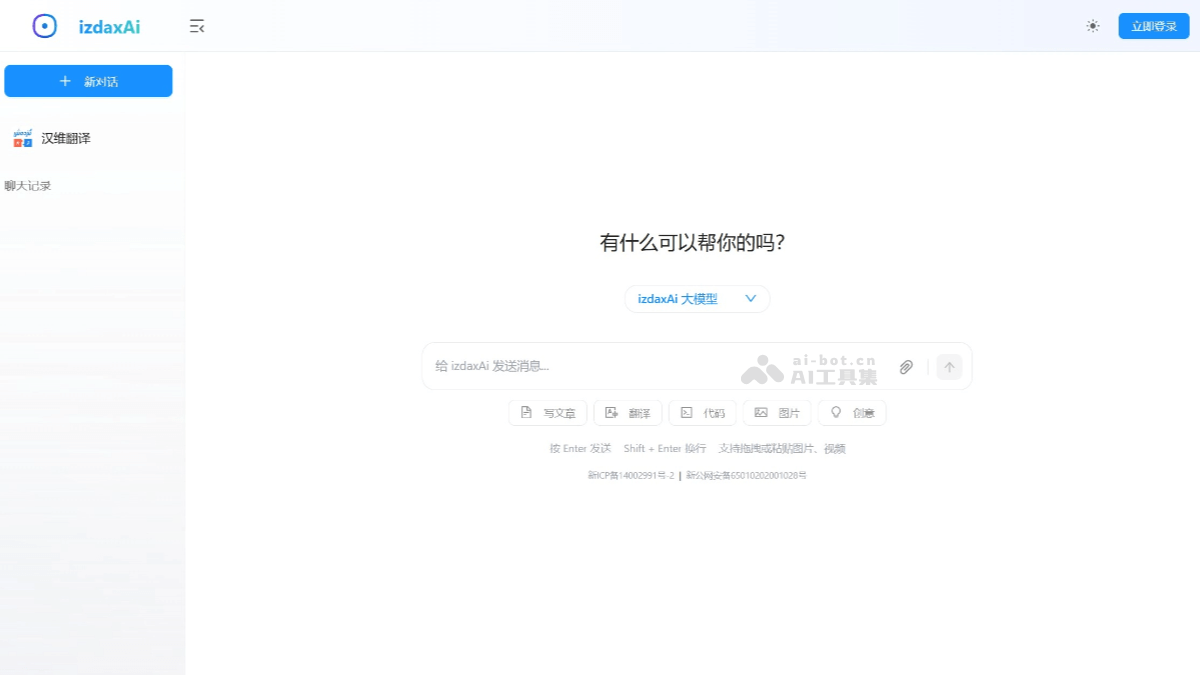 izdaxAi
立即登录
新对话
汉维翻译
聊天记录
有什么可以帮你的吗?
izdaxAi 大模型
给 izdaxAi 发送消息...
ai-bot.cn
AI工具集
写文章 翻译 代码 图片 创意
按 Enter 发送 Shift + Enter 换行 支持拖拽或粘贴图片、视频
新ICP备14002991号-2 | 新公网安备65010202001028号